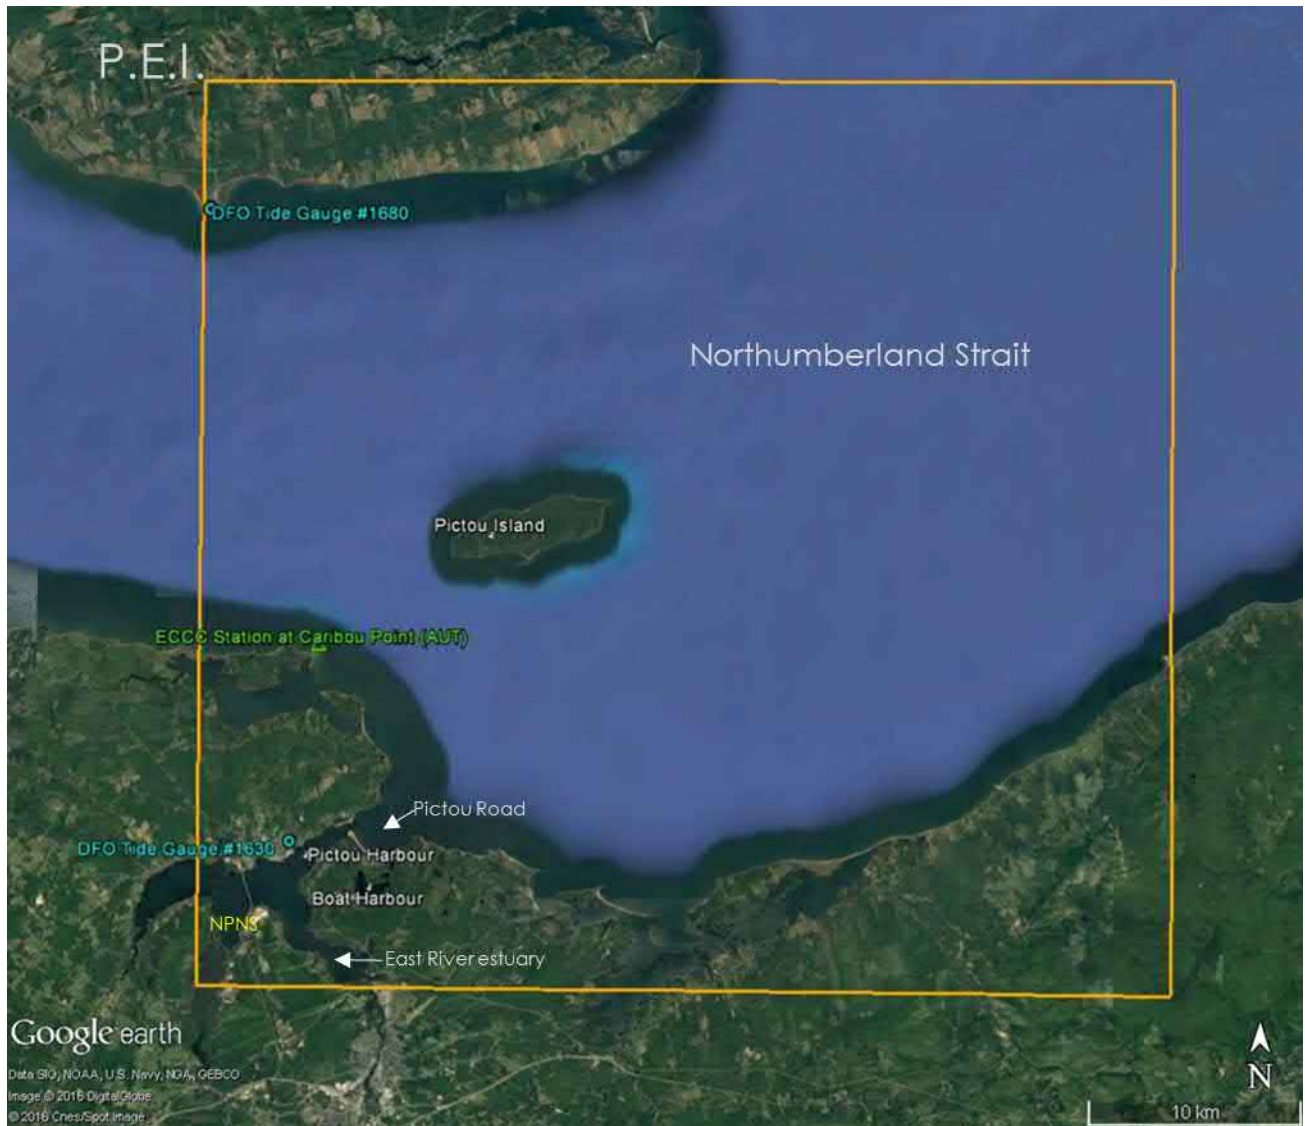 P.E.I.
DFO Tide Gauge #1680
Northumberland Strait
Pictou Island
ECCC Station at Caribou Point (AUT)
Pictou Road
DFO Tide Gauge #1630
Pictou Harbour
Boat Harbour
NPNS
East River estuary
Google earth
Data SIO, NOAA, U.S. Navy, NGA, GEBCO
Image © 2016 DigitalGlobe
© 2016 Cnes/Spot Image
N
10 km